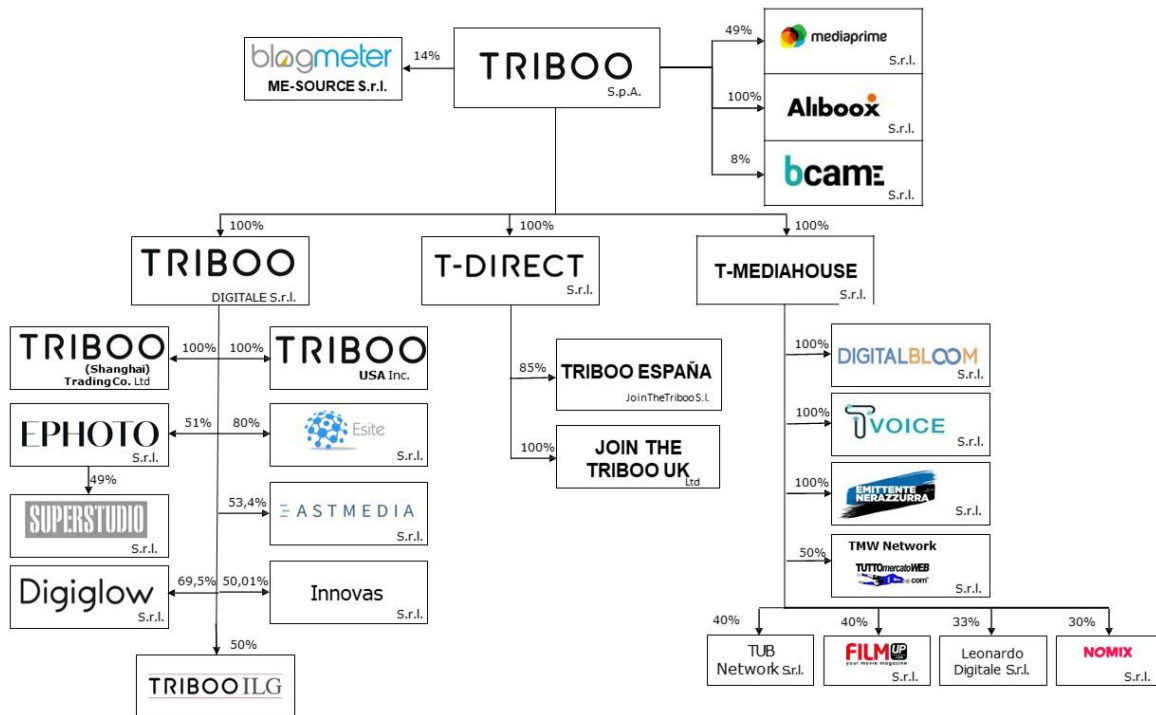 blogmeter
ME-SOURCE S.r.l.
14%
TRIBOO
S.p.A.
49%
mediaprime
S.r.l.
100%
Aliboox
S.r.l.
8%
bcame
S.r.l.
100%
100%
100%
TRIBOO
DIGITALE S.r.l.
T-DIRECT
S.r.l.
T-MEDIAHOUSE
S.r.l.
TRIBOO
(Shanghai)
Trading Co. Ltd
100%
100%
TRIBOO
USA Inc.
EPHOTO
S.r.l.
51%
80%
Esite
S.r.l.
49%
SUPERSTUDIO
S.r.l.
53,4%
EASTMEDIA
S.r.l.
Digiglow
S.r.l.
69,5%
50,01%
Innovas
S.r.l.
50%
TRIBOO ILG
85%
TRIBOO ESPAÑA
JoinTheTriboo S.l.
100%
JOIN THE
TRIBOO UK
Ltd
100%
DIGITALBLOOM
S.r.l.
100%
TVOICE
S.r.l.
100%
EMITTENTE
NERAZZURRA
S.r.l.
50%
TMW Network
TUTTOmercatoWEB
com
S.r.l.
40%
TUB
Network S.r.l.
40%
FILM UP
your movie magazine
S.r.l.
33%
Leonardo
Digitale S.r.l.
30%
NOMIX
S.r.l.